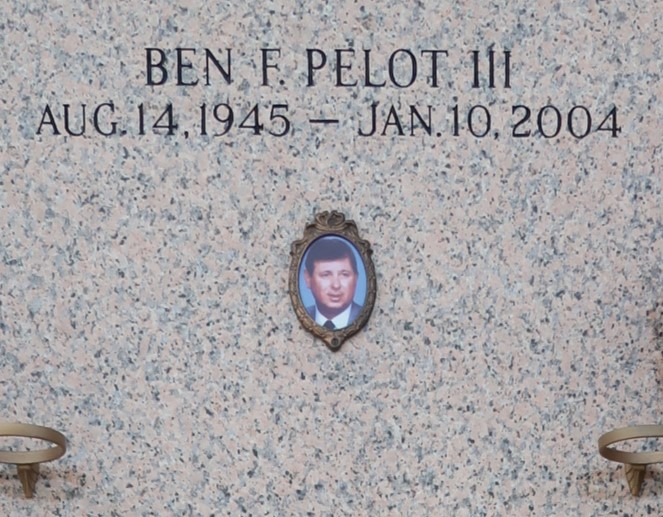 BEN F. PELOT III
AUG. 14, 1945 — JAN. 10, 2004